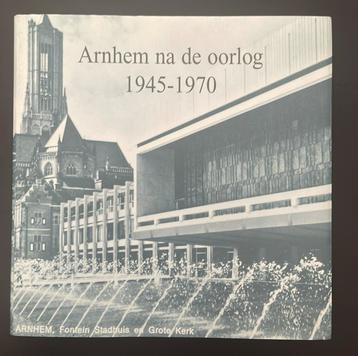 Arnhem na de oorlog
1945-1970
ARNHEM, Fontein Stadhuis en Grote Kerk